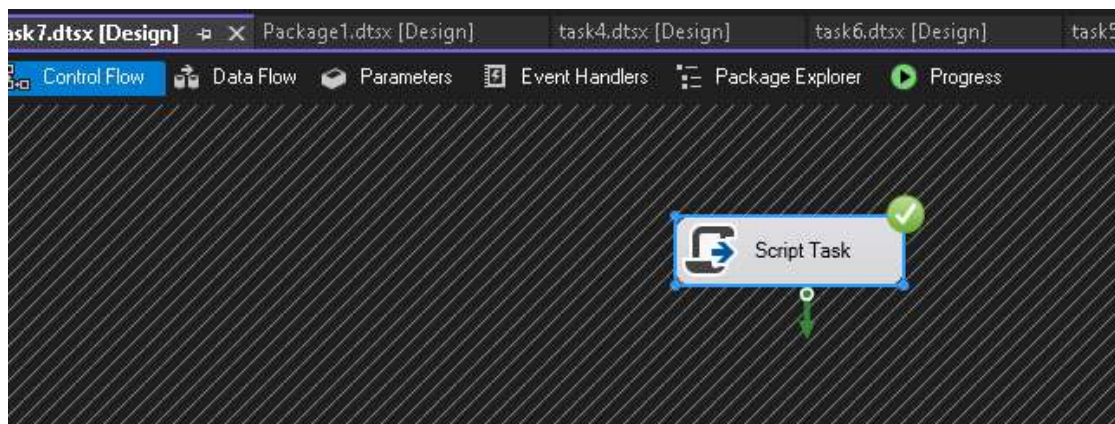 ask7.dtsx [Design] Package1.dtsx [Design] task4.dtsx [Design] task6.dtsx [Design] task5
Control Flow Data Flow Parameters Event Handlers Package Explorer Progress
Script Task